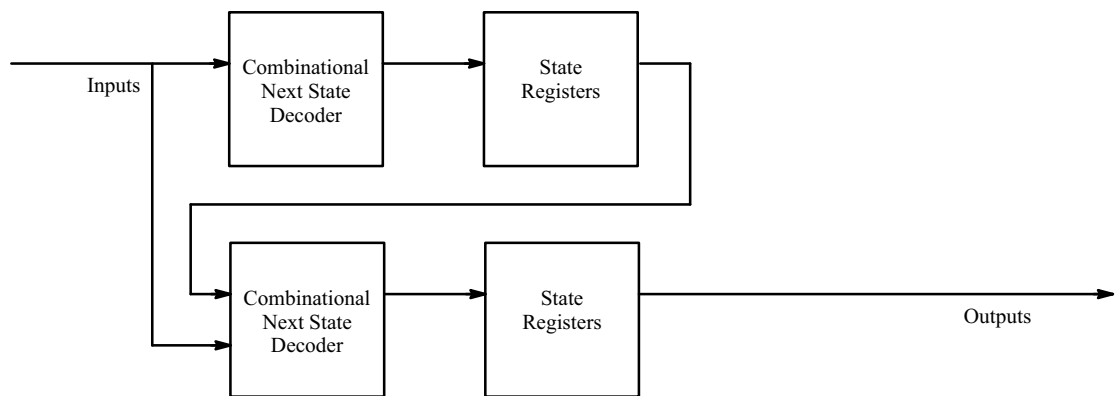 Inputs
Combinational
Next State
Decoder
State
Registers
Combinational
Next State
Decoder
State
Registers
Outputs